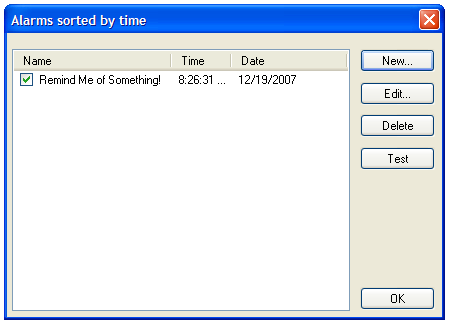 Alarms sorted by time
Name Time Date
Remind Me of Something! 8:26:31 ... 12/19/2007
New...
Edit...
Delete
Test
OK